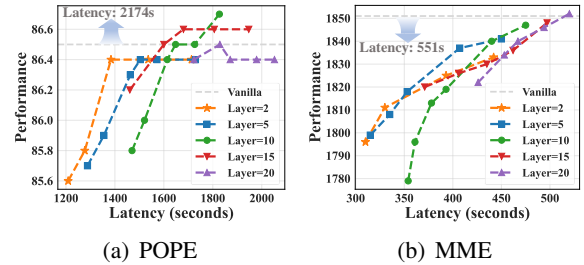 Latency: 2174s
86.6
86.4
86.2
86.0
85.8
85.6
Performance
Vanilla
Layer=2
Layer=5
Layer=10
Layer=15
Layer=20
1200 1400 1600 1800 2000
Latency (seconds)
(a) POPE
1850
1840
1830
1820
1810
1800
1790
1780
Performance
Latency: 551s
Vanilla
Layer=2
Layer=5
Layer=10
Layer=15
Layer=20
300 350 400 450 500
Latency (seconds)
(b) MME